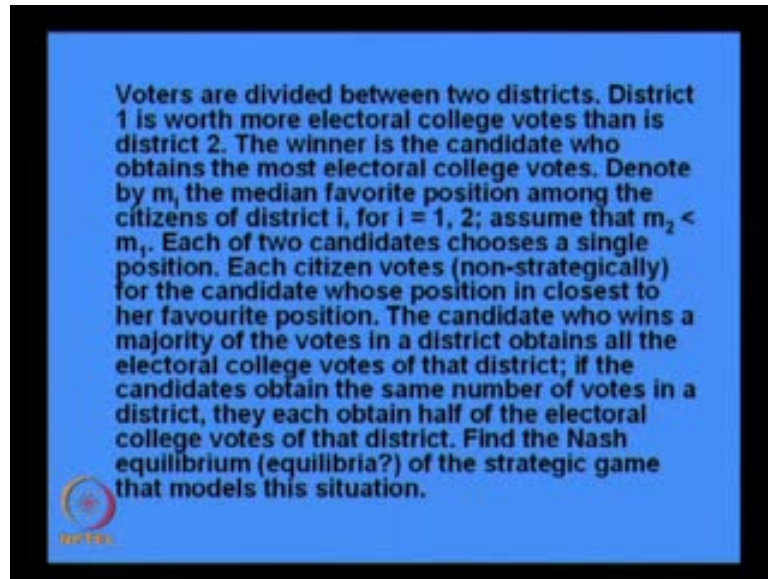 Voters are divided between two districts. District
1 is worth more electoral college votes than is
district 2. The winner is the candidate who
obtains the most electoral college votes. Denote
by mᵢ the median favorite position among the
citizens of district i, for i = 1, 2; assume that m₂ <
m₁. Each of two candidates chooses a single
position. Each citizen votes (non-strategically)
for the candidate whose position in closest to
her favourite position. The candidate who wins a
majority of the votes in a district obtains all the
electoral college votes of that district; if the
candidates obtain the same number of votes in a
district, they each obtain half of the electoral
college votes of that district. Find the Nash
equilibrium (equilibria?) of the strategic game
that models this situation.
NPTEL